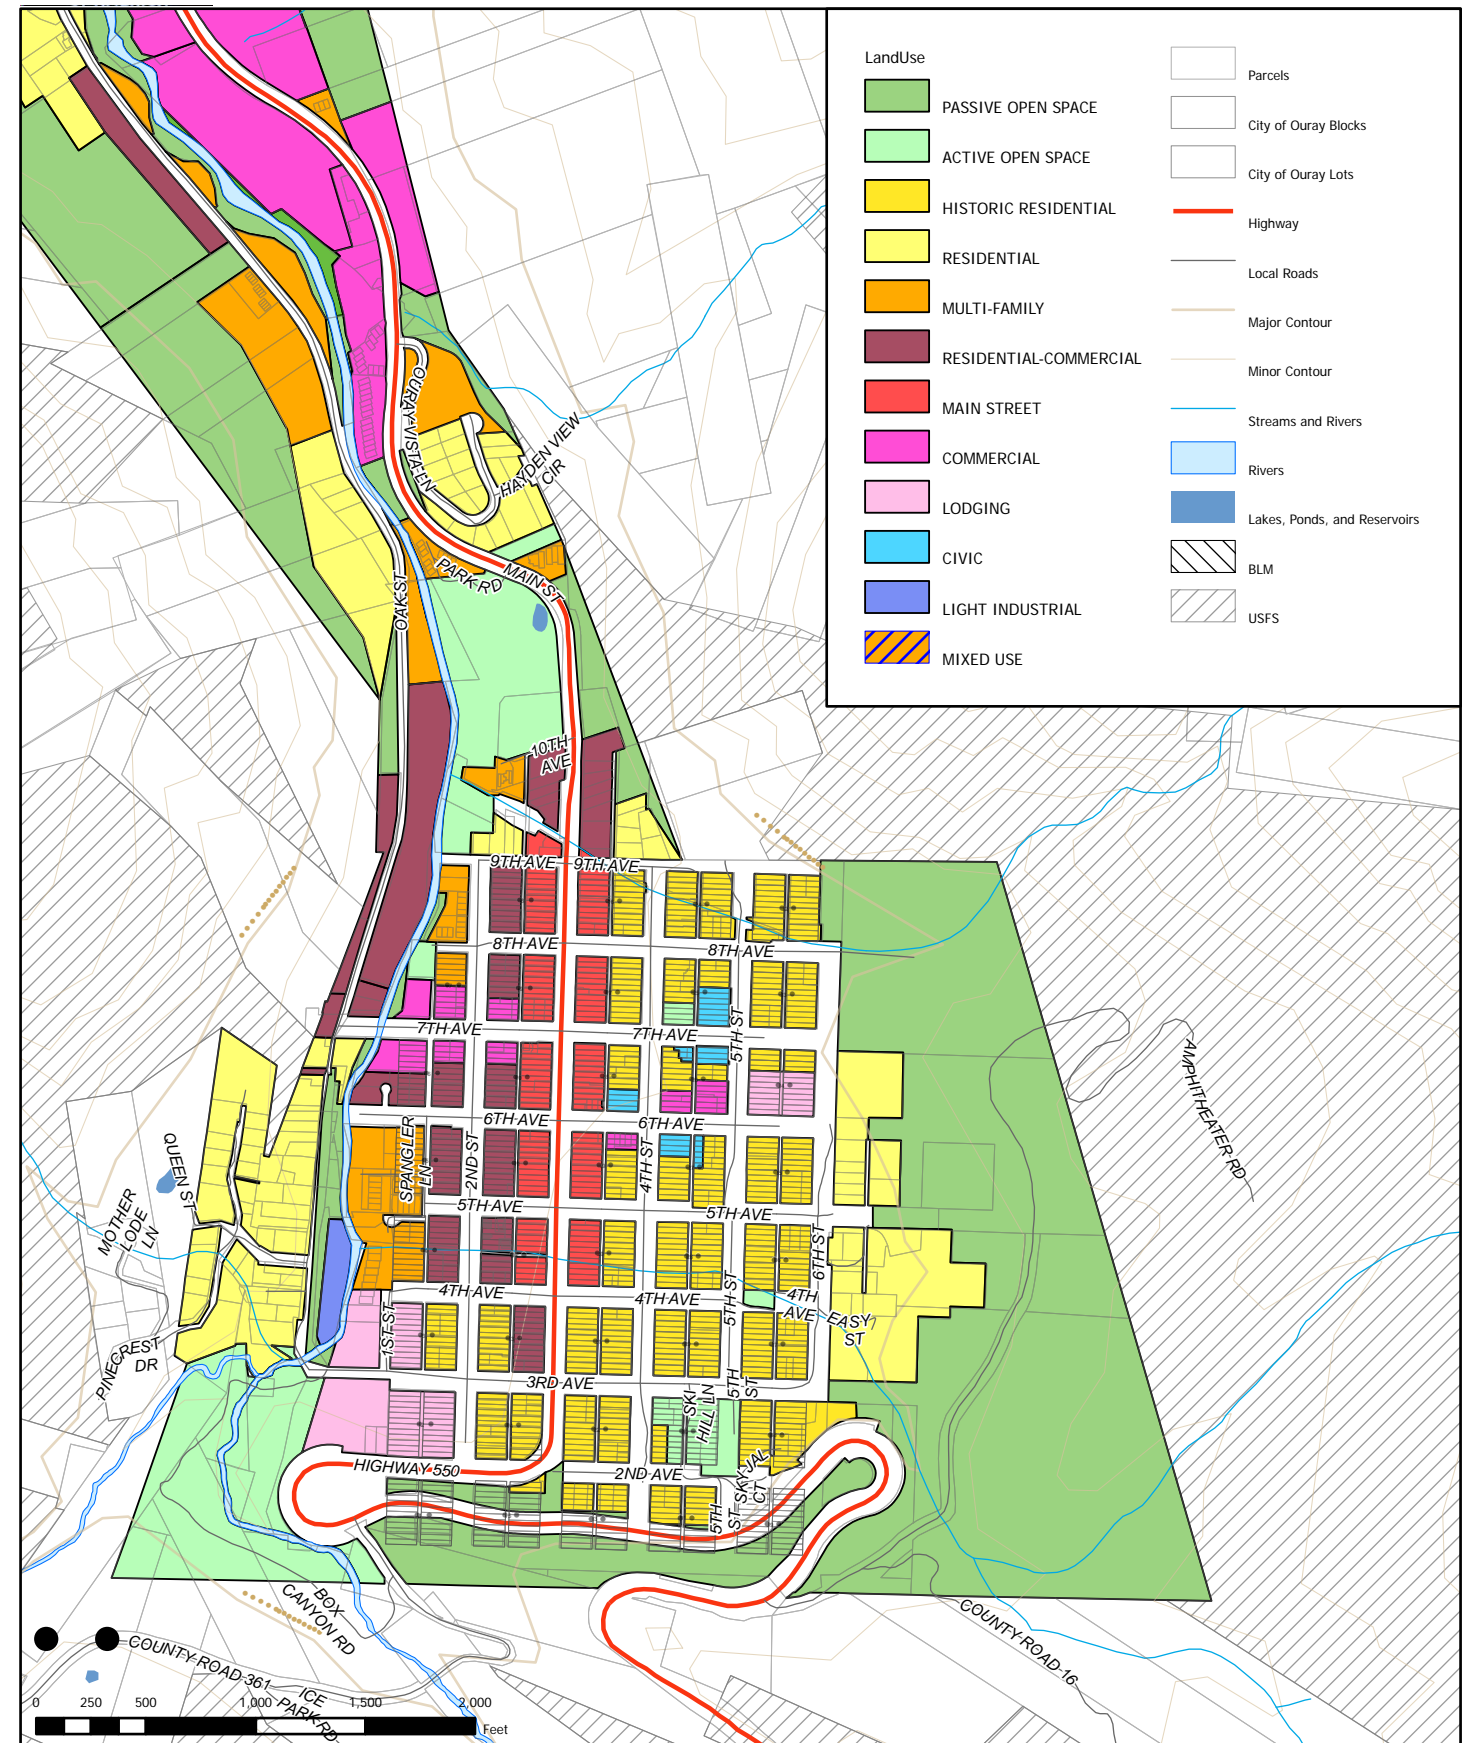 LandUse
PASSIVE OPEN SPACE
ACTIVE OPEN SPACE
HISTORIC RESIDENTIAL
RESIDENTIAL
MULTI-FAMILY
RESIDENTIAL-COMMERCIAL
MAIN STREET
COMMERCIAL
LODGING
CIVIC
LIGHT INDUSTRIAL
MIXED USE
Parcels
City of Ouray Blocks
City of Ouray Lots
Highway
Local Roads
Major Contour
Minor Contour
Streams and Rivers
Rivers
Lakes, Ponds, and Reservoirs
BLM
USFS
OURAY-VISTA-LN
HAYDEN VIEW
CIR
OAK-ST
PARK RD
MAIN ST
10TH
AVE
9TH AVE
9TH-AVE
8TH-AVE
8TH-AVE
7TH AVE
7TH-AVE
5TH-ST
AMPHITHEATER RD
6TH-AVE
6TH AVE
SPANGLER
LN
2ND ST
4TH-ST
QUEEN ST
MOTHER
LODE
LN
5TH-AVE
5TH-AVE
6TH-ST
4TH AVE
4TH-AVE
5TH-ST
4TH
AVE
EASY
ST
1ST-ST
PINECREST
DR
3RD AVE
SKI
HILL LN
5TH
ST
HIGHWAY 550
2ND AVE
SKYJAL
CT
5TH
ST
BOX
CANYON RD
COUNTY-ROAD-361
ICE
PARK-RD
COUNTY-ROAD-16
0 250 500 1,000 1,500 2,000
Feet